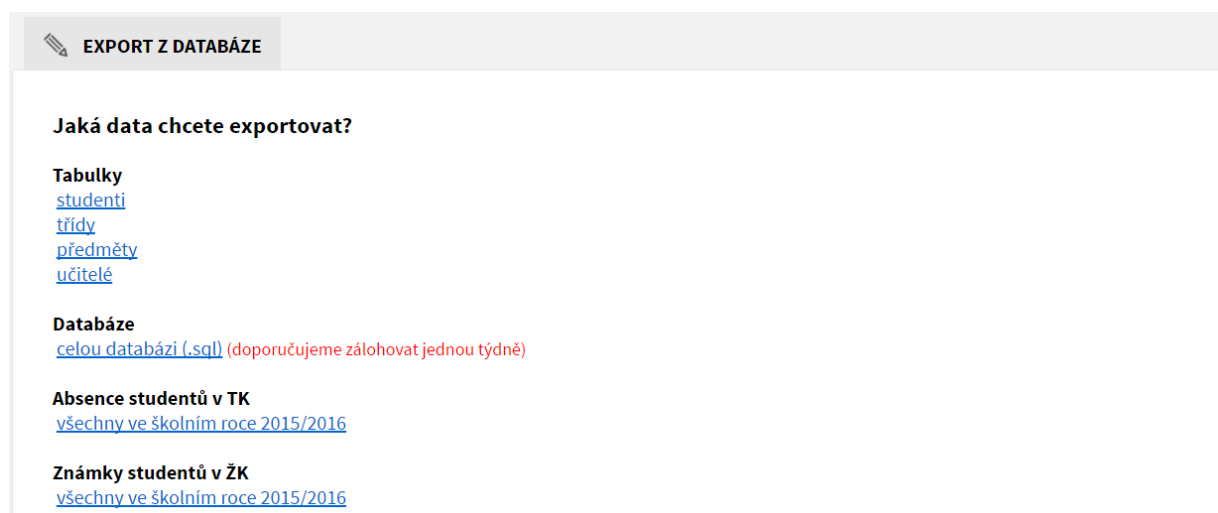 EXPORT Z DATABÁZE
Jaká data chcete exportovat?
Tabulky
studenti
třídy
předměty
učitelé
Databáze
celou databázi (.sql) (doporučujeme zálohovat jednou týdně)
Absence studentů v TK
všechny ve školním roce 2015/2016
Známky studentů v ŽK
všechny ve školním roce 2015/2016